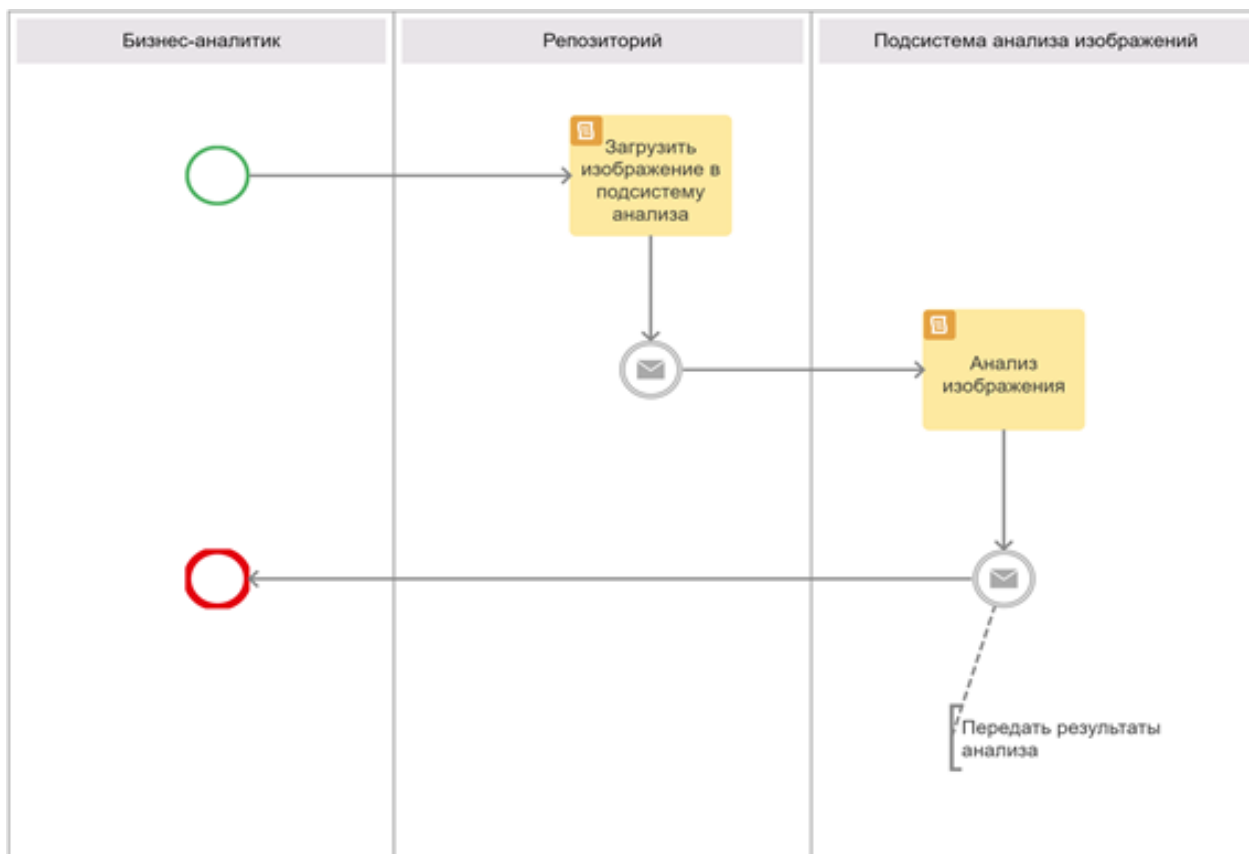 Бизнес-аналитик
Репозиторий
Подсистема анализа изображений
Загрузить
изображение в
подсистему
анализа
Анализ
изображения
Передать результаты
анализа